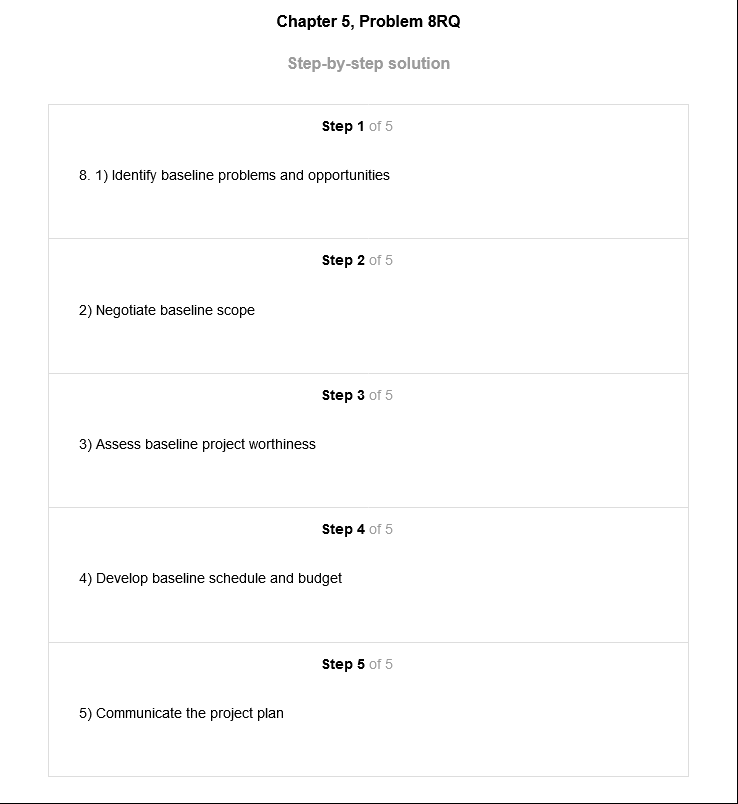 Chapter 5, Problem 8RQ
Step-by-step solution
Step 1 of 5
8. 1) Identify baseline problems and opportunities
Step 2 of 5
2) Negotiate baseline scope
Step 3 of 5
3) Assess baseline project worthiness
Step 4 of 5
4) Develop baseline schedule and budget
Step 5 of 5
5) Communicate the project plan